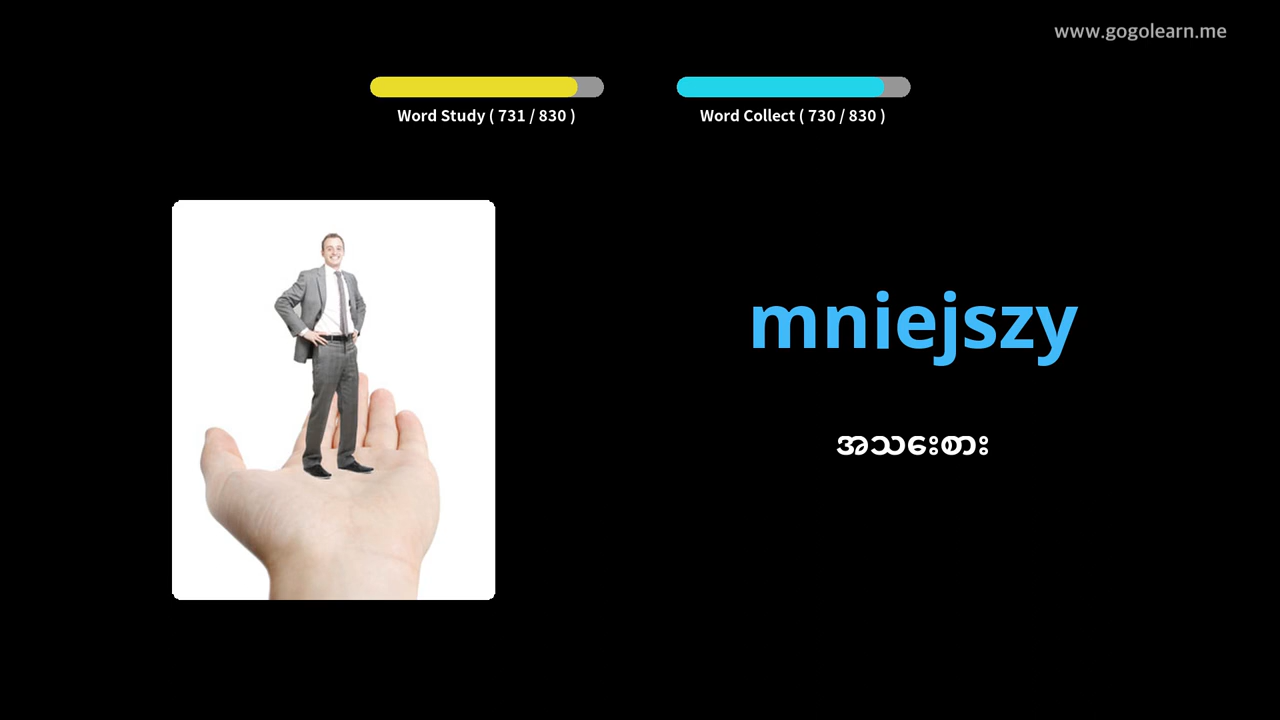 www.gogolearn.me
Word Study ( 731 / 830 )
Word Collect ( 730 / 830 )
mniejszy
အသေးစား